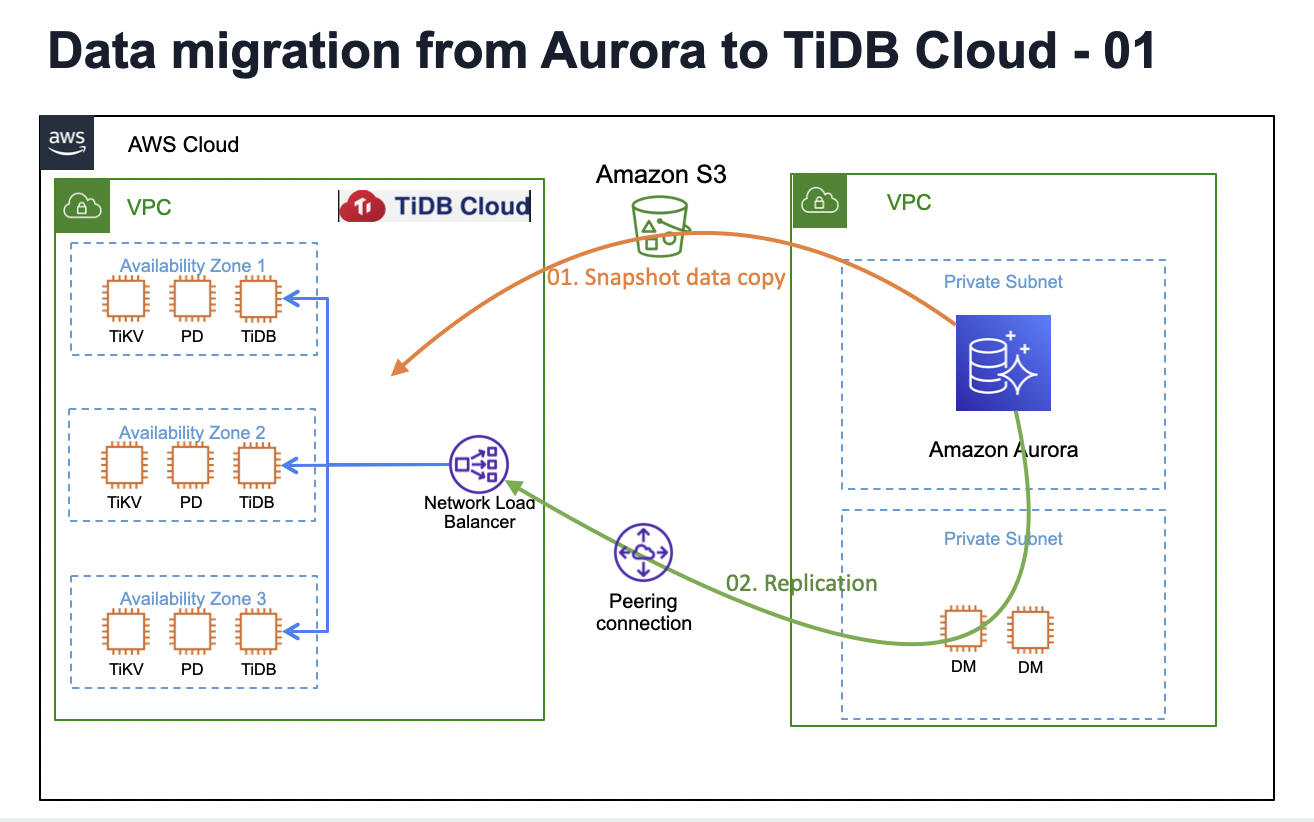 Data migration from Aurora to TiDB Cloud - 01
aws
AWS Cloud
VPC
TiDB Cloud
Availability Zone 1
TiKV
PD
TiDB
Availability Zone 2
TiKV
PD
TiDB
Availability Zone 3
TiKV
PD
TiDB
Network Load
Balancer
Amazon S3
01. Snapshot data copy
Peering
connection
02. Replication
VPC
Private Subnet
Amazon Aurora
Private Subnet
DM
DM